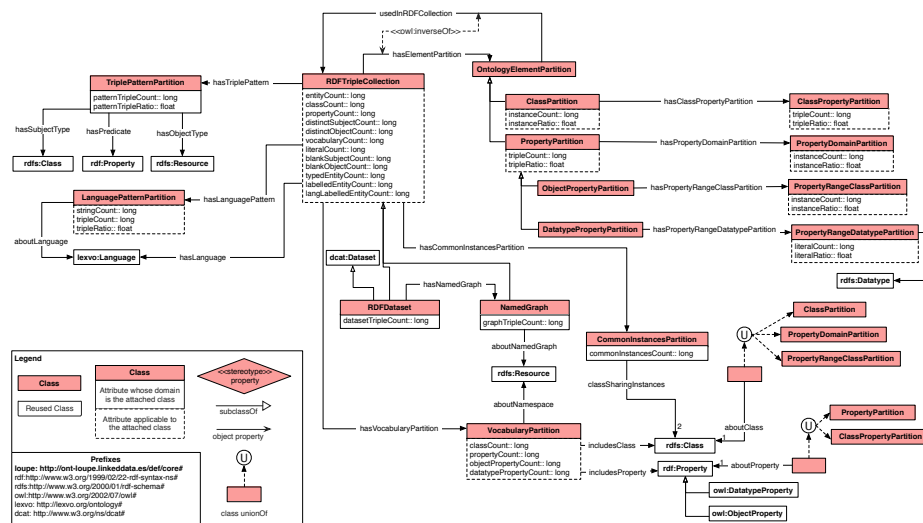 usedInRDFCollection
<<owl:inverseOf>>
hasElementPartition
OntologyElementPartition
TriplePatternPartition
patternTripleCount:: long
patternTripleRatio:: float
hasTriplePattern
RDFTripleCollection
entityCount:: long
classCount:: long
propertyCount:: long
distinctSubjectCount:: long
distinctObjectCount:: long
vocabularyCount:: long
literalCount:: long
blankSubjectCount:: long
blankObjectCount:: long
typedEntityCount:: long
labelledEntityCount:: long
langLabelledEntityCount:: long
ClassPartition
instanceCount:: long
instanceRatio:: float
hasClassPropertyPartition
ClassPropertyPartition
tripleCount:: long
tripleRatio:: float
hasSubjectType
hasPredicate
hasObjectType
rdfs:Class
rdf:Property
rdfs:Resource
PropertyPartition
tripleCount:: long
tripleRatio:: float
hasPropertyDomainPartition
PropertyDomainPartition
instanceCount:: long
instanceRatio:: float
ObjectPropertyPartition
hasPropertyRangeClassPartition
PropertyRangeClassPartition
instanceCount:: long
instanceRatio:: float
LanguagePatternPartition
stringCount:: long
tripleCount:: long
tripleRatio:: float
hasLanguagePattern
DatatypePropertyPartition
hasPropertyRangeDatatypePartition
PropertyRangeDatatypePartition
literalCount:: long
literalRatio:: float
aboutLanguage
lexvo:Language
hasLanguage
hasCommonInstancesPartition
dcat:Dataset
rdfs:Datatype
hasNamedGraph
RDFDataset
datasetTripleCount:: long
NamedGraph
graphTripleCount:: long
ClassPartition
U
PropertyDomainPartition
PropertyRangeClassPartition
CommonInstancesPartition
commonInstancesCount:: long
aboutNamedGraph
rdfs:Resource
classSharingInstances
aboutNamespace
aboutClass
2
1
hasVocabularyPartition
VocabularyPartition
classCount:: long
propertyCount:: long
objectPropertyCount:: long
datatypePropertyCount:: long
includesClass
rdfs:Class
includesProperty
rdf:Property
1
aboutProperty
U
PropertyPartition
ClassPropertyPartition
owl:DatatypeProperty
owl:ObjectProperty
Legend
Class
Reused Class
Class
Attribute whose domain
is the attached class
Attribute applicable to
the attached class
<<stereotype>>
property
subclassOf
object property
U
class unionOf
Prefixes
loupe: http://ont-loupe.linkeddata.es/def/core#
rdf:http://www.w3.org/1999/02/22-rdf-syntax-ns#
rdfs:http://www.w3.org/2000/01/rdf-schema#
owl:http://www.w3.org/2002/07/owl#
lexvo: http://lexvo.org/ontology#
dcat: http://www.w3.org/ns/dcat#